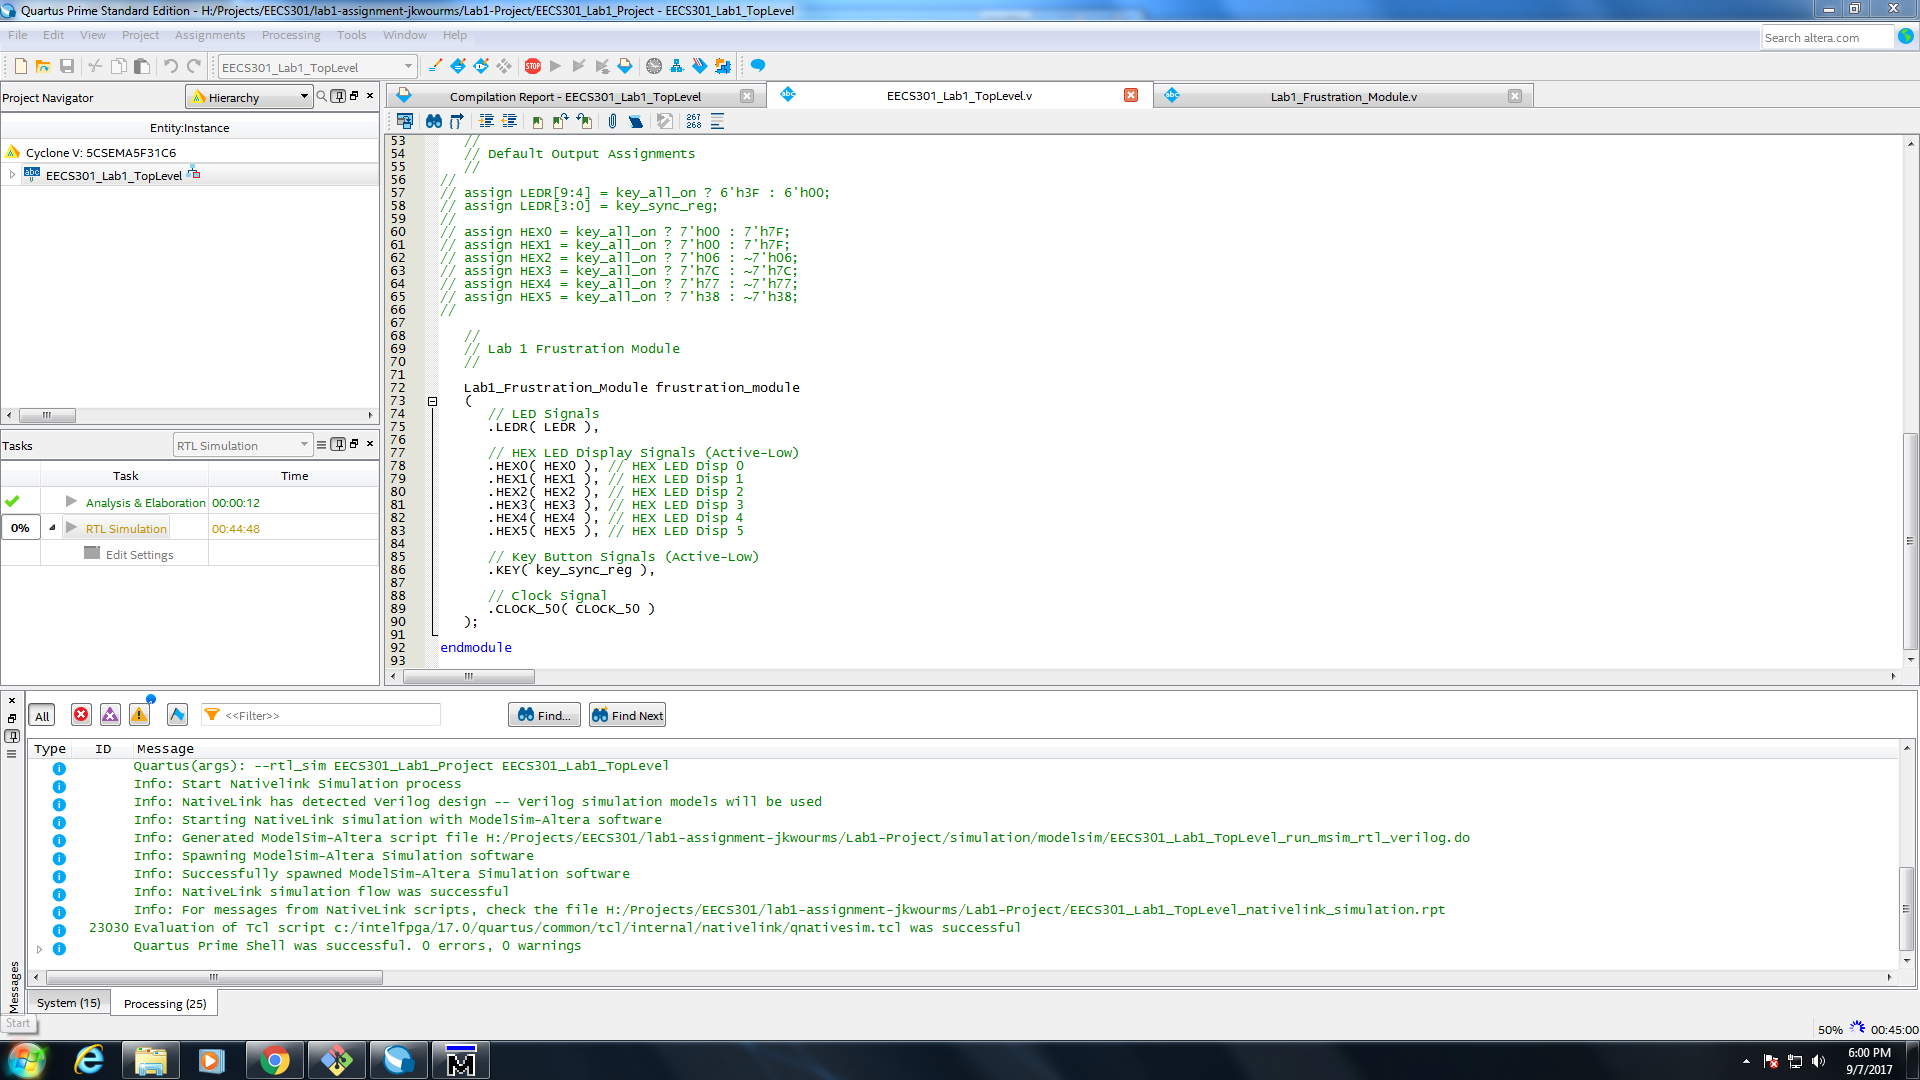 Quartus Prime Standard Edition - H:/Projects/EECS301/lab1-assignment-jkwourms/Lab1-Project/EECS301_Lab1_Project - EECS301_Lab1_TopLevel
File Edit View Project Assignments Processing Tools Window Help
Search altera.com
EECS301_Lab1_TopLevel
STOP
Project Navigator
Hierarchy
Compilation Report - EECS301_Lab1_TopLevel
EECS301_Lab1_TopLevel.v
Lab1_Frustration_Module.v
267
268
Entity:Instance
Cyclone V: 5CSEMA5F31C6
abc EECS301_Lab1_TopLevel
53 //
54 // Default Output Assignments
55 //
56 //
57 // assign LEDR[9:4] = key_all_on ? 6'h3F : 6'h00;
58 // assign LEDR[3:0] = key_sync_reg;
59 //
60 // assign HEX0 = key_all_on ? 7'h00 : 7'h7F;
61 // assign HEX1 = key_all_on ? 7'h00 : 7'h7F;
62 // assign HEX2 = key_all_on ? 7'h06 : ~7'h06;
63 // assign HEX3 = key_all_on ? 7'h7C : ~7'h7C;
64 // assign HEX4 = key_all_on ? 7'h77 : ~7'h77;
65 // assign HEX5 = key_all_on ? 7'h38 : ~7'h38;
66 //
67
68 //
69 // Lab 1 Frustration Module
70 //
71
72 Lab1_Frustration_Module frustration_module
73 (
74 // LED Signals
75 .LEDR( LEDR ),
76
77 // HEX LED Display Signals (Active-Low)
78 .HEX0( HEX0 ), // HEX LED Disp 0
79 .HEX1( HEX1 ), // HEX LED Disp 1
80 .HEX2( HEX2 ), // HEX LED Disp 2
81 .HEX3( HEX3 ), // HEX LED Disp 3
82 .HEX4( HEX4 ), // HEX LED Disp 4
83 .HEX5( HEX5 ), // HEX LED Disp 5
84
85 // Key Button Signals (Active-Low)
86 .KEY( key_sync_reg ),
87
88 // Clock Signal
89 .CLOCK_50( CLOCK_50 )
90 );
91
92 endmodule
93
Tasks
RTL Simulation
Task Time
Analysis & Elaboration 00:00:12
0% RTL Simulation 00:44:48
Edit Settings
All
<<Filter>>
Find...
Find Next
Type ID Message
Quartus(args): --rtl_sim EECS301_Lab1_Project EECS301_Lab1_TopLevel
Info: Start Nativelink Simulation process
Info: NativeLink has detected Verilog design -- Verilog simulation models will be used
Info: Starting NativeLink simulation with ModelSim-Altera software
Info: Generated ModelSim-Altera script file H:/Projects/EECS301/lab1-assignment-jkwourms/Lab1-Project/simulation/modelsim/EECS301_Lab1_TopLevel_run_msim_rtl_verilog.do
Info: Spawning ModelSim-Altera Simulation software
Info: Successfully spawned ModelSim-Altera Simulation software
Info: NativeLink simulation flow was successful
Info: For messages from NativeLink scripts, check the file H:/Projects/EECS301/lab1-assignment-jkwourms/Lab1-Project/EECS301_Lab1_TopLevel_nativelink_simulation.rpt
23030 Evaluation of Tcl script c:/intelfpga/17.0/quartus/common/tcl/internal/nativelink/qnativesim.tcl was successful
Quartus Prime Shell was successful. 0 errors, 0 warnings
Messages
System (15)
Processing (25)
Start
50% 00:45:00
6:00 PM
9/7/2017